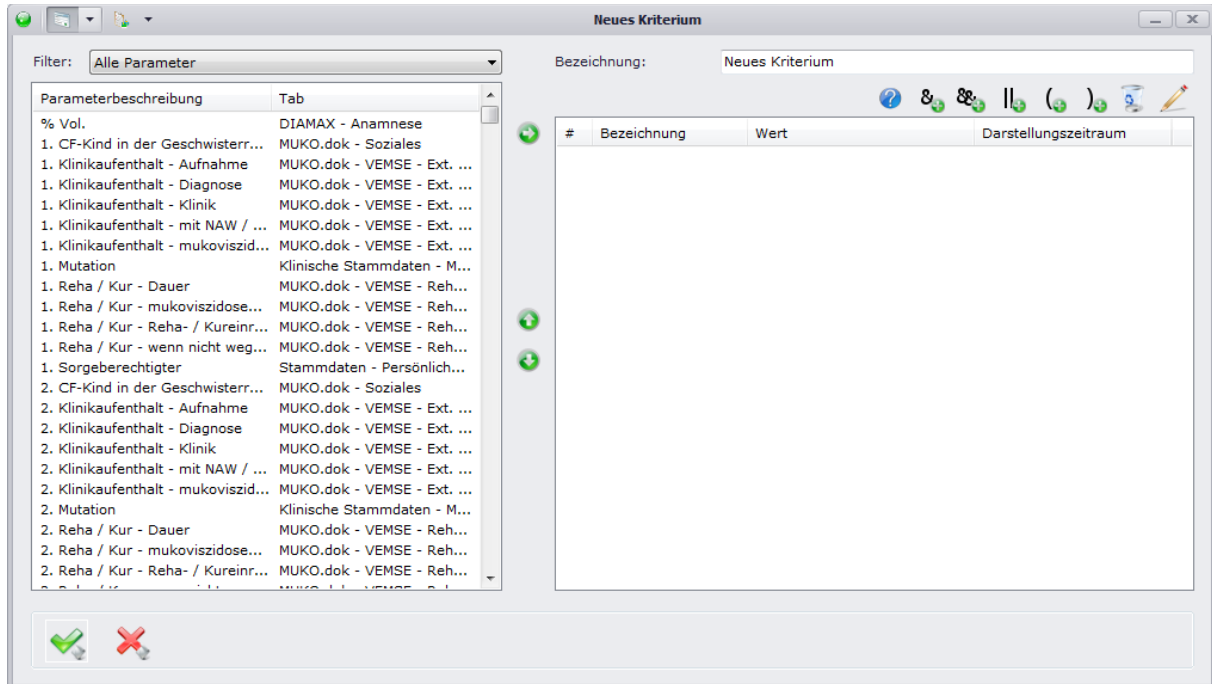 Neues Kriterium
Filter: Alle Parameter
Bezeichnung: Neues Kriterium
& && || ( )
Parameterbeschreibung Tab
% Vol. DIAMAX - Anamnese
1. CF-Kind in der Geschwisterr... MUKO.dok - Soziales
1. Klinikaufenthalt - Aufnahme MUKO.dok - VEMSE - Ext. ...
1. Klinikaufenthalt - Diagnose MUKO.dok - VEMSE - Ext. ...
1. Klinikaufenthalt - Klinik MUKO.dok - VEMSE - Ext. ...
1. Klinikaufenthalt - mit NAW / ... MUKO.dok - VEMSE - Ext. ...
1. Klinikaufenthalt - mukoviszid... MUKO.dok - VEMSE - Ext. ...
1. Mutation Klinische Stammdaten - M...
1. Reha / Kur - Dauer MUKO.dok - VEMSE - Reh...
1. Reha / Kur - mukoviszidose... MUKO.dok - VEMSE - Reh...
1. Reha / Kur - Reha- / Kureinr... MUKO.dok - VEMSE - Reh...
1. Reha / Kur - wenn nicht weg... MUKO.dok - VEMSE - Reh...
1. Sorgeberechtigter Stammdaten - Persönlich...
2. CF-Kind in der Geschwisterr... MUKO.dok - Soziales
2. Klinikaufenthalt - Aufnahme MUKO.dok - VEMSE - Ext. ...
2. Klinikaufenthalt - Diagnose MUKO.dok - VEMSE - Ext. ...
2. Klinikaufenthalt - Klinik MUKO.dok - VEMSE - Ext. ...
2. Klinikaufenthalt - mit NAW / ... MUKO.dok - VEMSE - Ext. ...
2. Klinikaufenthalt - mukoviszid... MUKO.dok - VEMSE - Ext. ...
2. Mutation Klinische Stammdaten - M...
2. Reha / Kur - Dauer MUKO.dok - VEMSE - Reh...
2. Reha / Kur - mukoviszidose... MUKO.dok - VEMSE - Reh...
2. Reha / Kur - Reha- / Kureinr... MUKO.dok - VEMSE - Reh...
# Bezeichnung Wert Darstellungszeitraum